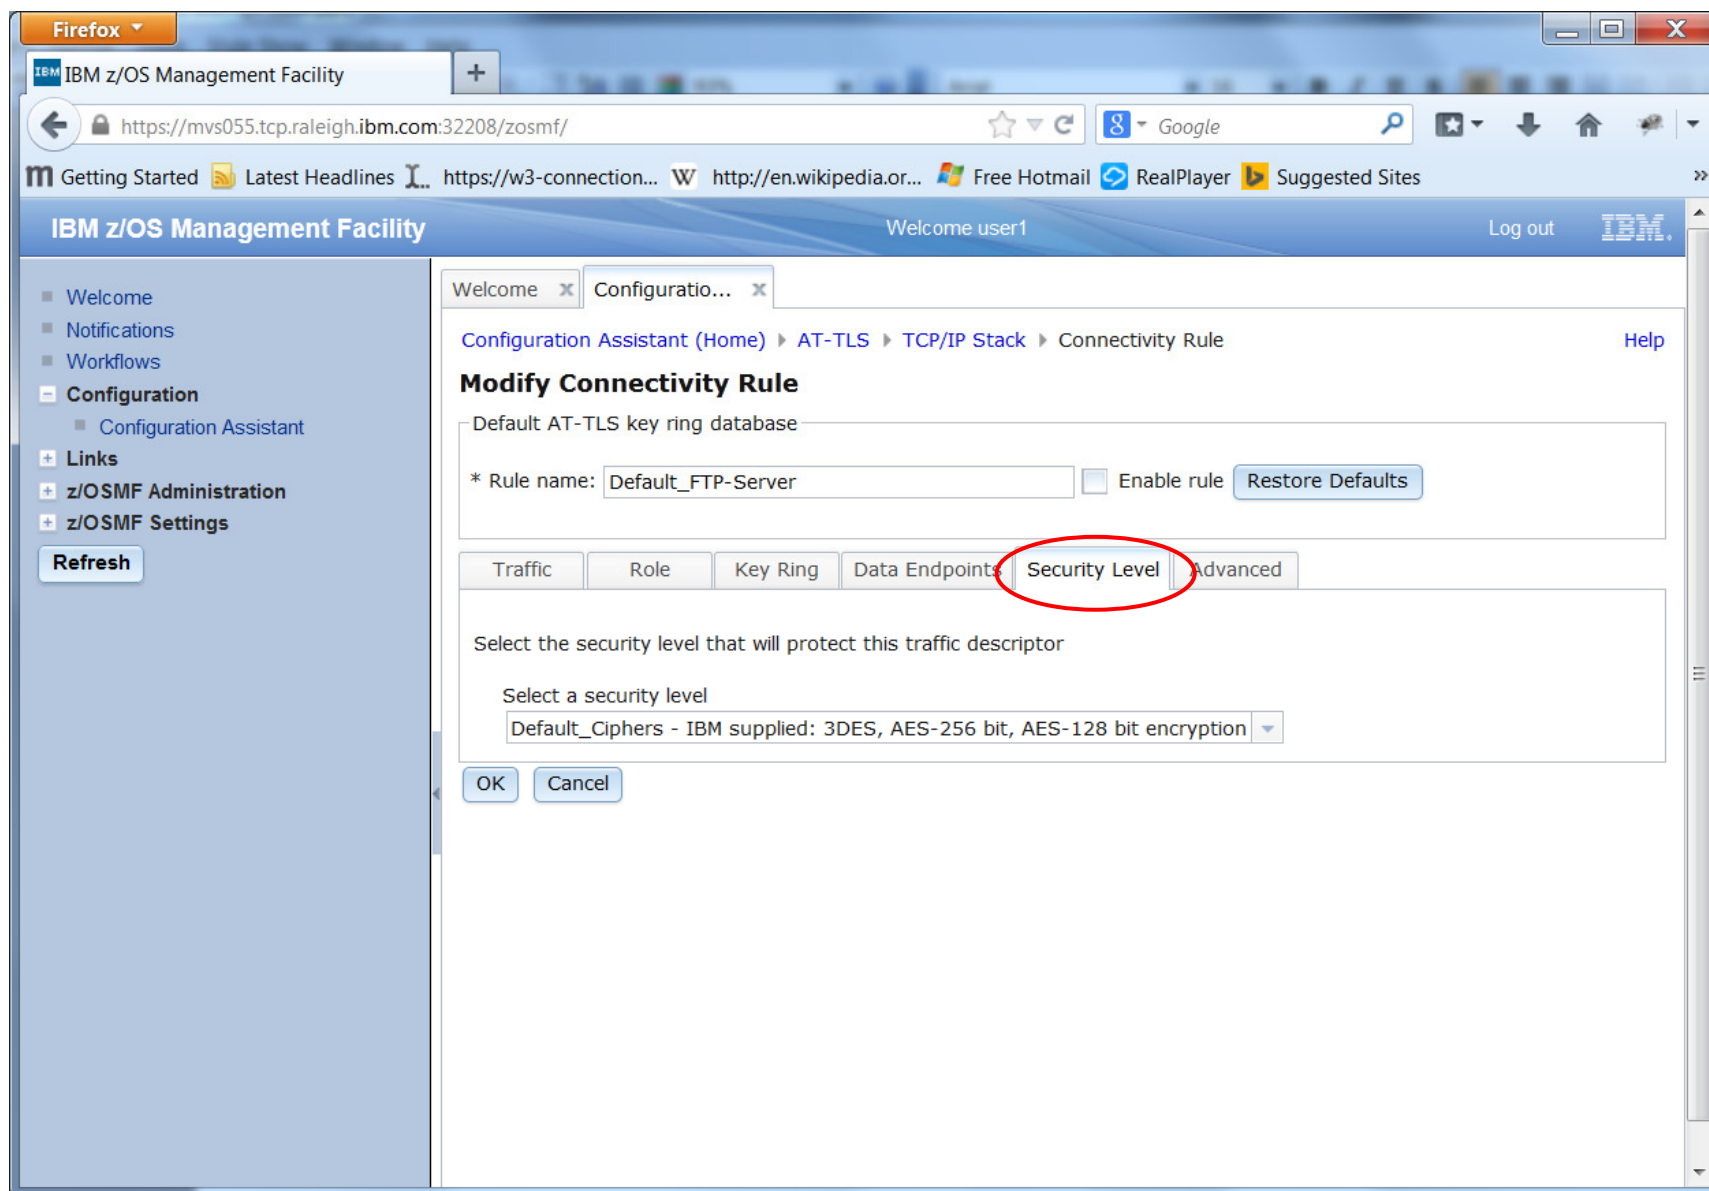 Firefox
IBM IBM z/OS Management Facility +
https://mvs055.tcp.raleigh.ibm.com:32208/zosmf/ 8 Google
m Getting Started Latest Headlines I.. https://w3-connection... W http://en.wikipedia.or... Free Hotmail RealPlayer Suggested Sites »
IBM z/OS Management Facility Welcome user1 Log out IBM.
Welcome
Notifications
Workflows
Configuration
Configuration Assistant
Links
z/OSMF Administration
z/OSMF Settings
Refresh
Welcome x Configuratio... x
Configuration Assistant (Home) AT-TLS TCP/IP Stack Connectivity Rule Help
Modify Connectivity Rule
Default AT-TLS key ring database
* Rule name: Default_FTP-Server Enable rule Restore Defaults
Traffic Role Key Ring Data Endpoints Security Level Advanced
Select the security level that will protect this traffic descriptor
Select a security level
Default_Ciphers - IBM supplied: 3DES, AES-256 bit, AES-128 bit encryption
OK Cancel